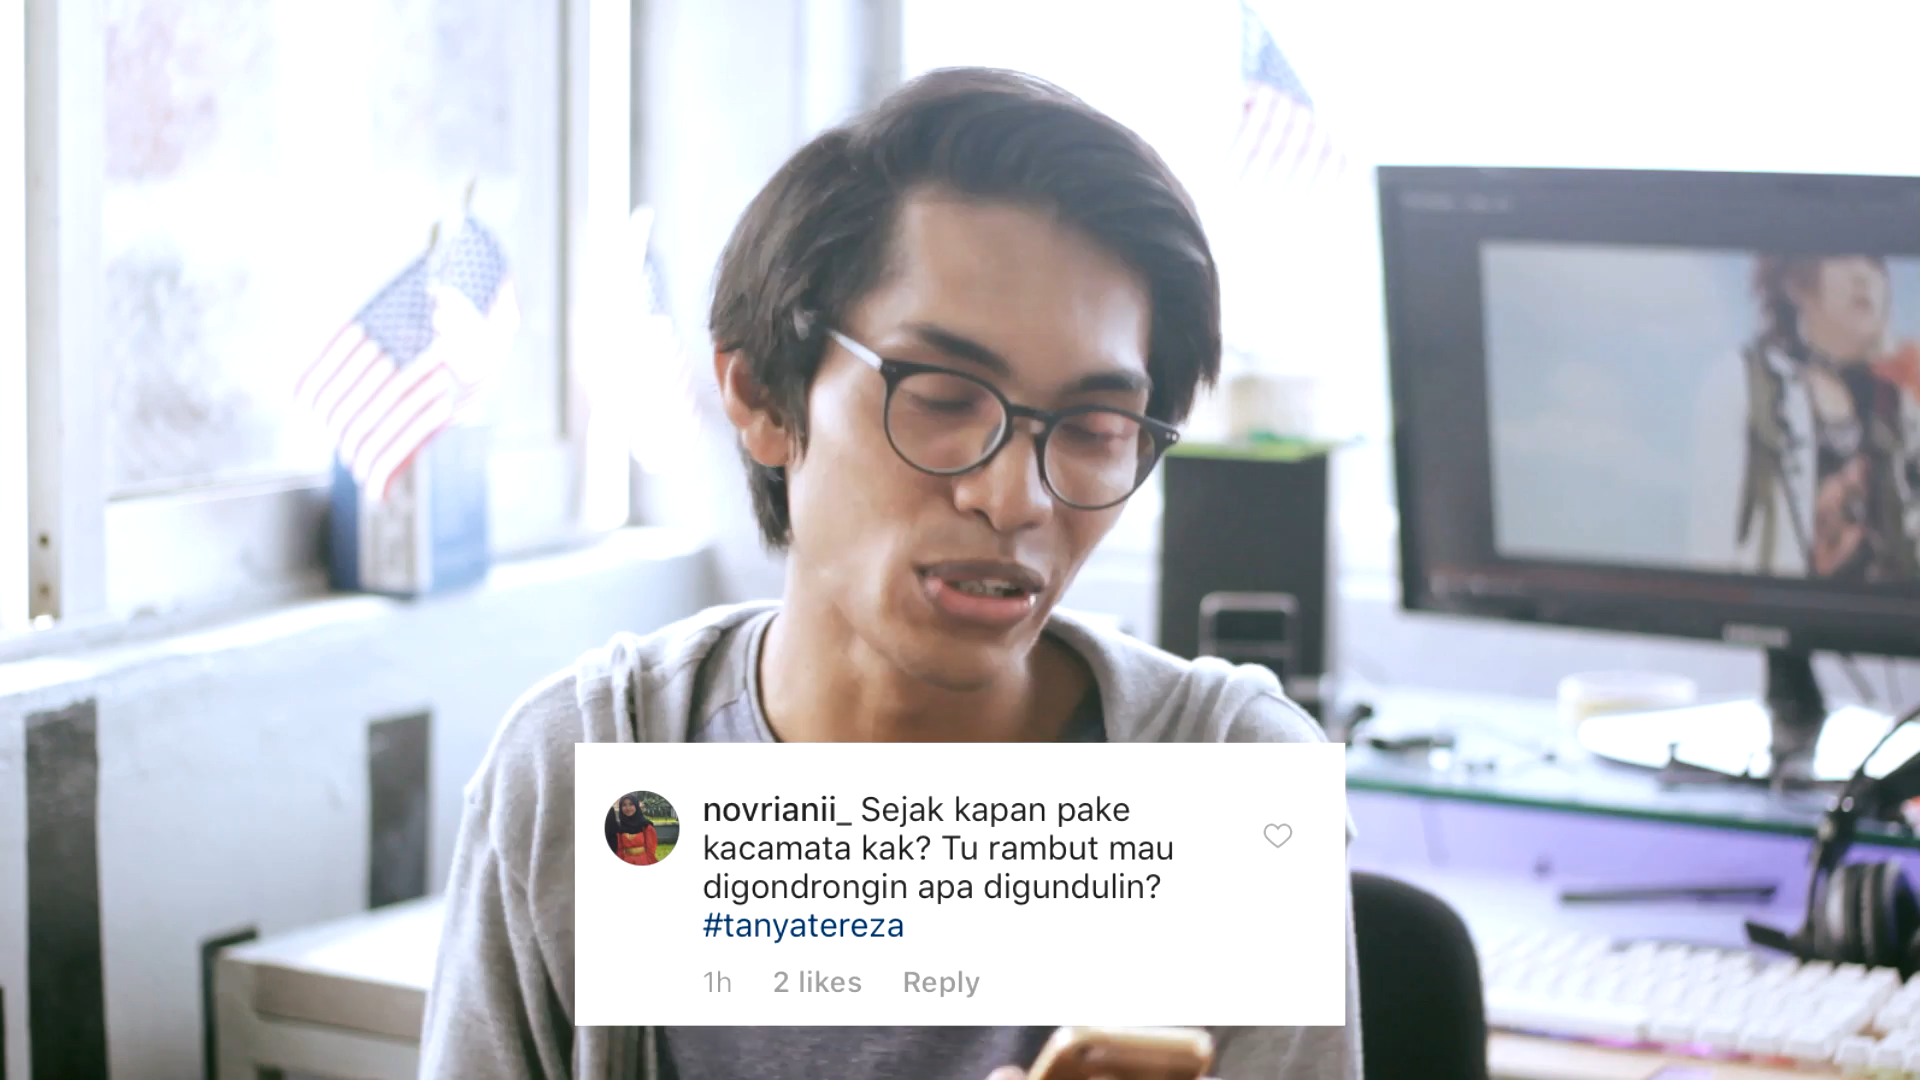 novrianii_ Sejak kapan pake
kacamata kak? Tu rambut mau
digondrongin apa digundulin?
#tanyatereza
1h 2 likes Reply